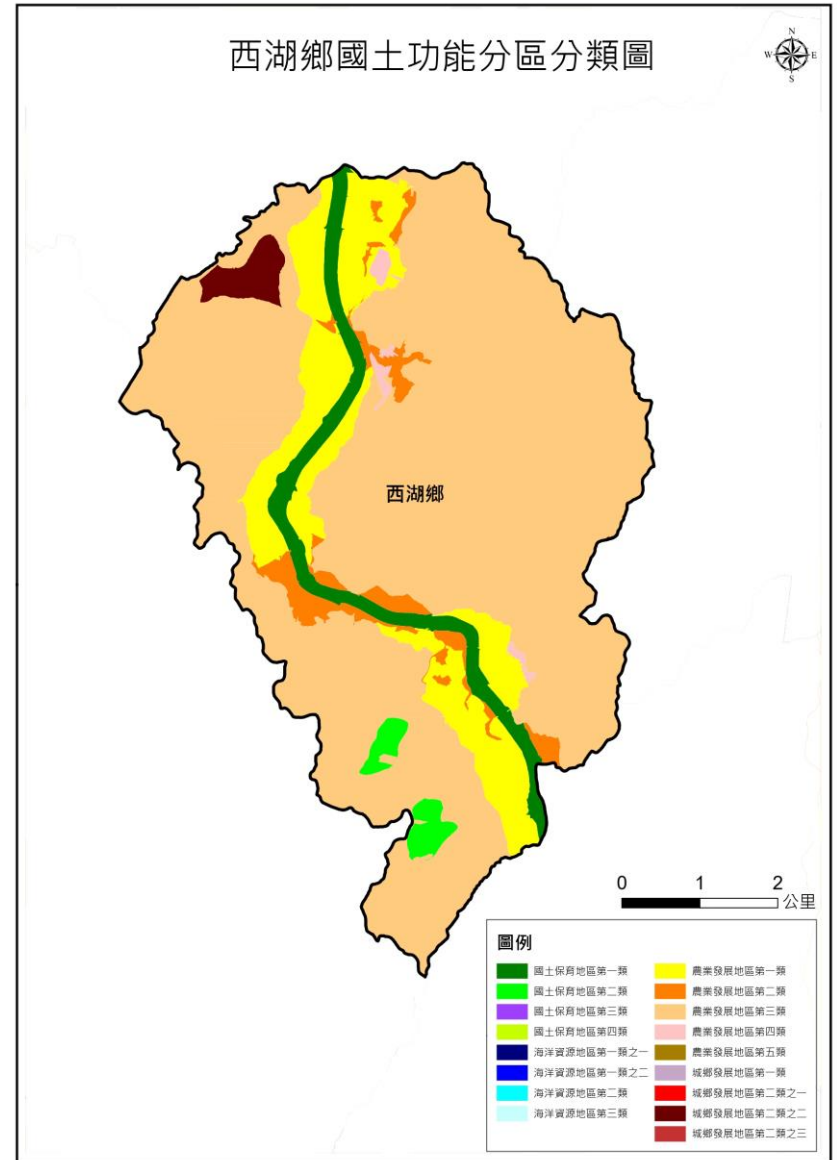 西湖鄉國土功能分區分類圖
N
W
E
S
西湖鄉
0 1 2
公里
圖例
國土保育地區第一類
國土保育地區第二類
國土保育地區第三類
國土保育地區第四類
海洋資源地區第一類之一
海洋資源地區第一類之二
海洋資源地區第二類
海洋資源地區第三類
農業發展地區第一類
農業發展地區第二類
農業發展地區第三類
農業發展地區第四類
農業發展地區第五類
城鄉發展地區第一類
城鄉發展地區第二類之一
城鄉發展地區第二類之二
城鄉發展地區第二類之三